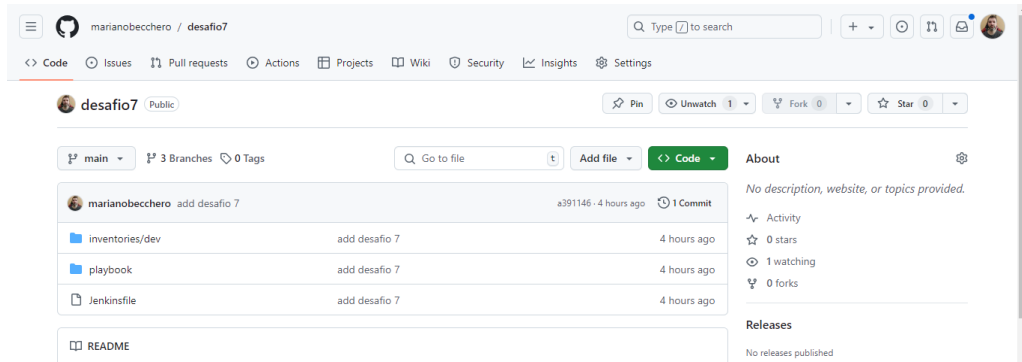 marianobecchero / desafio7
Type / to search
Code Issues Pull requests Actions Projects Wiki Security Insights Settings
desafio7 Public
Pin Unwatch 1 Fork 0 Star 0
main 3 Branches 0 Tags Go to file t Add file Code
marianobecchero add desafio 7 a391146 · 4 hours ago 1 Commit
inventories/dev add desafio 7 4 hours ago
playbook add desafio 7 4 hours ago
Jenkinsfile add desafio 7 4 hours ago
README
About
No description, website, or topics provided.
Activity
0 stars
1 watching
0 forks
Releases
No releases published